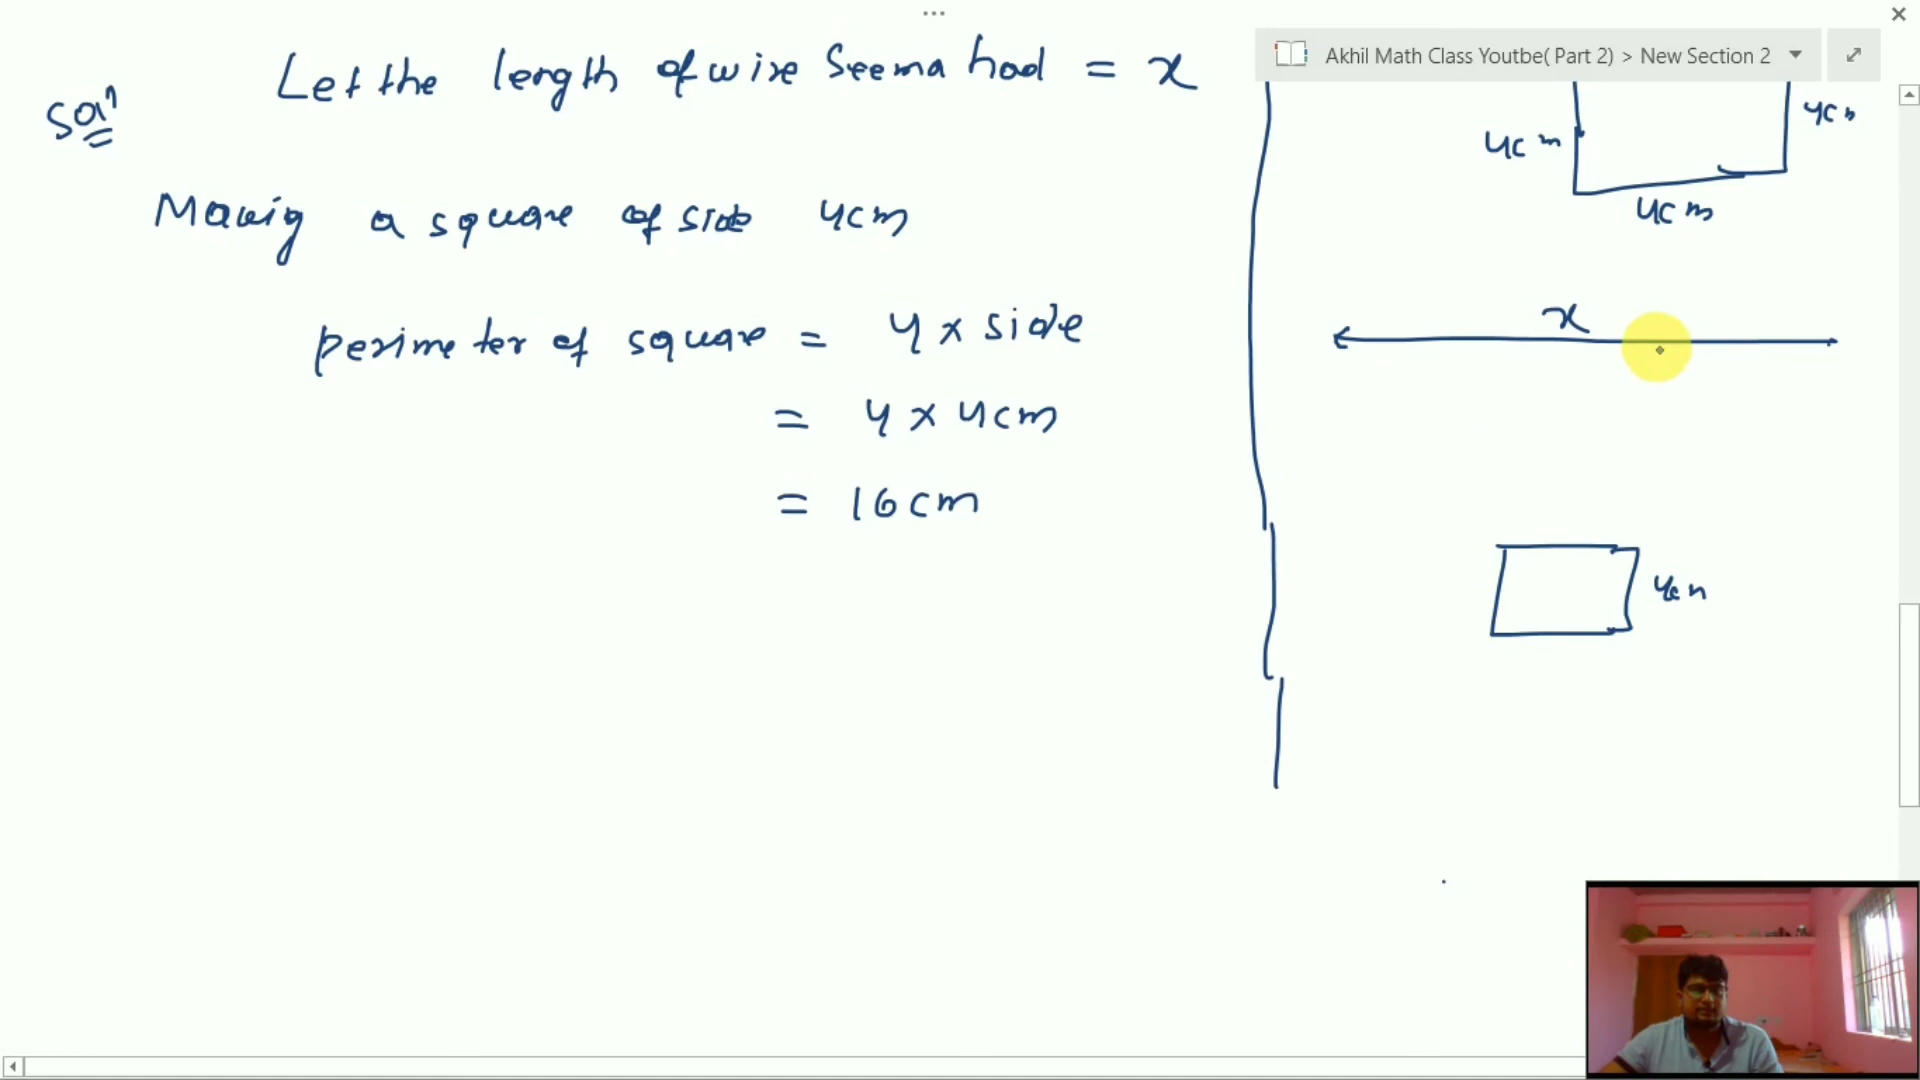 Let the length of wire Seema had = x
Akhil Math Class Youtbe( Part 2) > New Section 2
Solⁿ
4cm
4cm
4cm
Making a square of side 4cm
x
perimeter of square = 4 x side
= 4 x 4cm
= 16cm
4cm